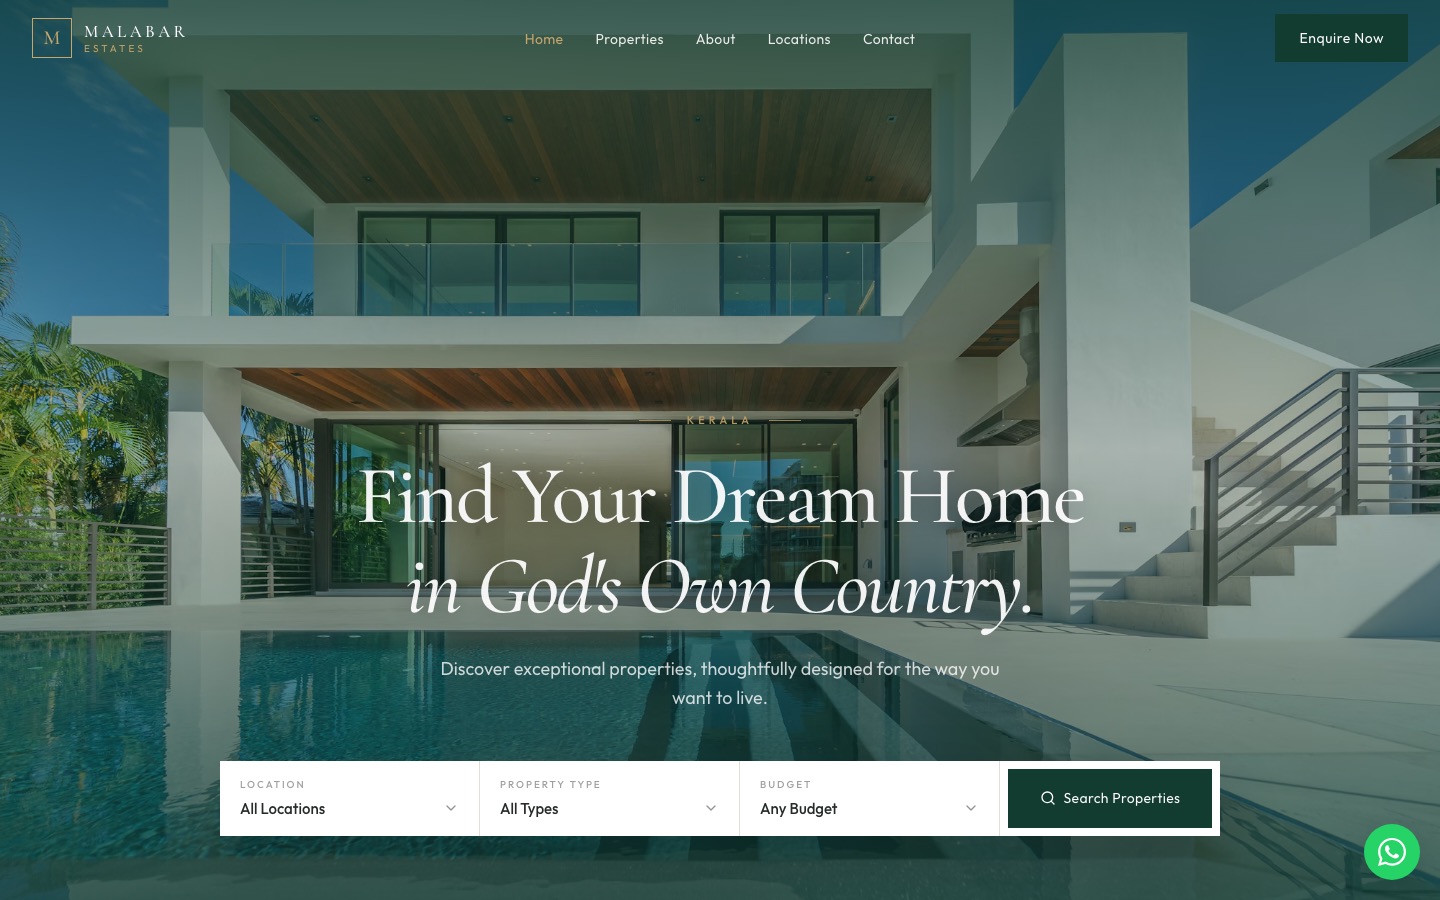 M
MALABAR
ESTATES
Home
Properties
About
Locations
Contact
Enquire Now
KERALA
Find Your Dream Home
in God's Own Country.
Discover exceptional properties, thoughtfully designed for the way you
want to live.
LOCATION
All Locations
PROPERTY TYPE
All Types
BUDGET
Any Budget
Search Properties